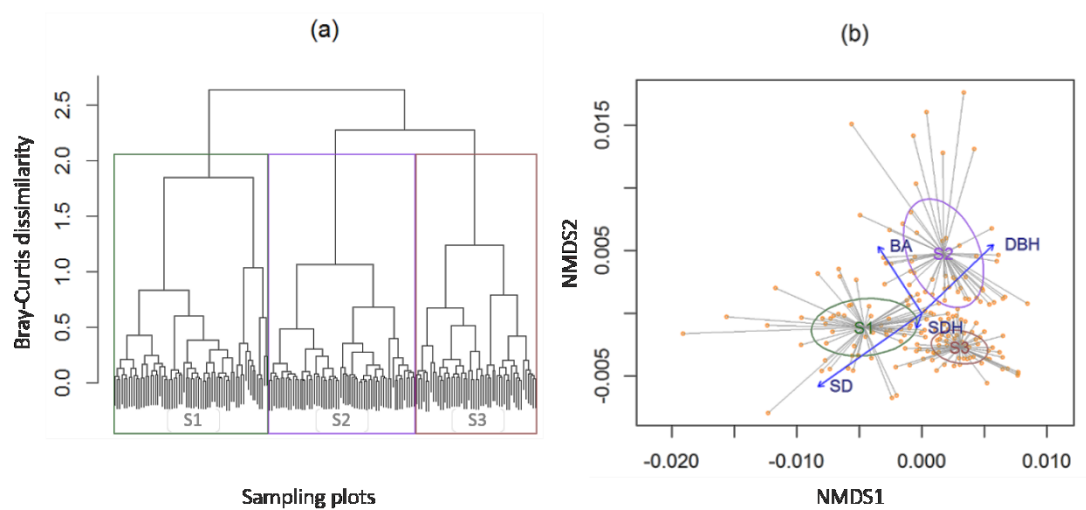 (a)
Bray-Curtis dissimilarity
2.5
2.0
1.5
1.0
0.5
0.0
S1
S2
S3
Sampling plots
(b)
NMDS2
0.015
0.005
-0.005
BA
S2
DBH
S1
SDH
S3
SD
-0.020
-0.010
0.000
0.010
NMDS1